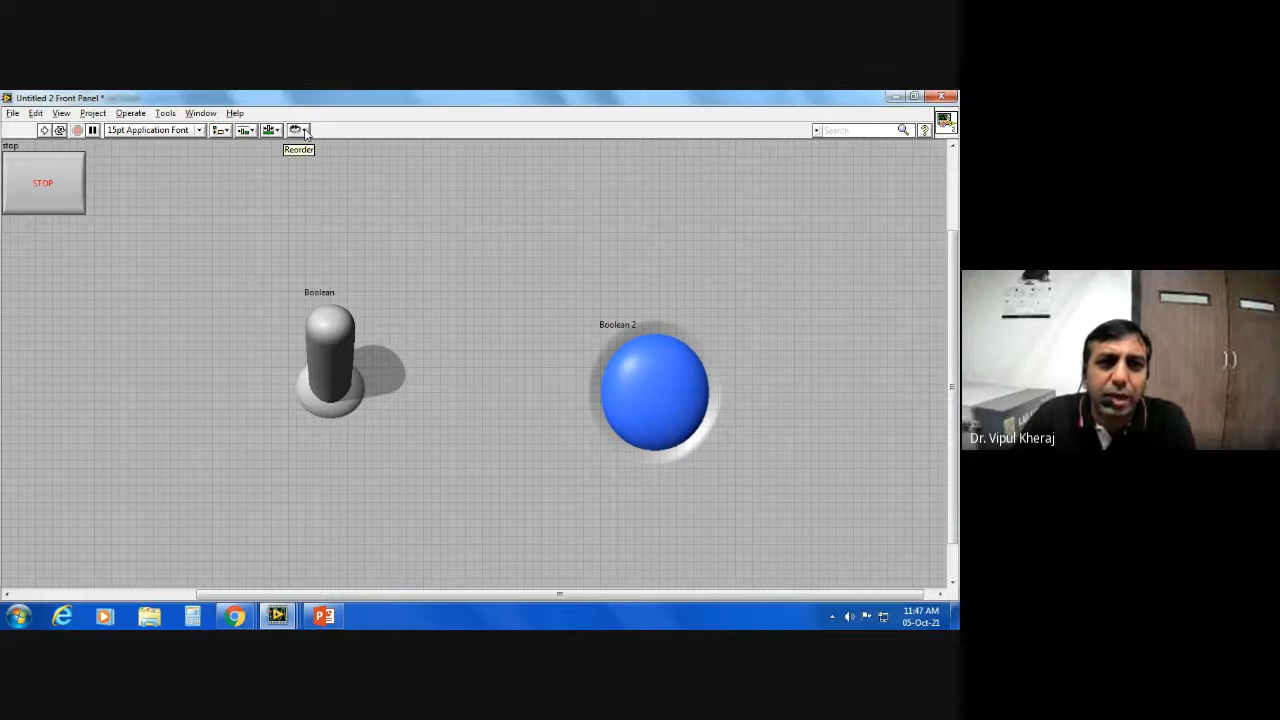 Untitled 2 Front Panel *
File Edit View Project Operate Tools Window Help
15pt Application Font
Search
?
2
Reorder
stop
STOP
Boolean
Boolean 2
Dr. Vipul Kheraj
11:47 AM
05-Oct-21